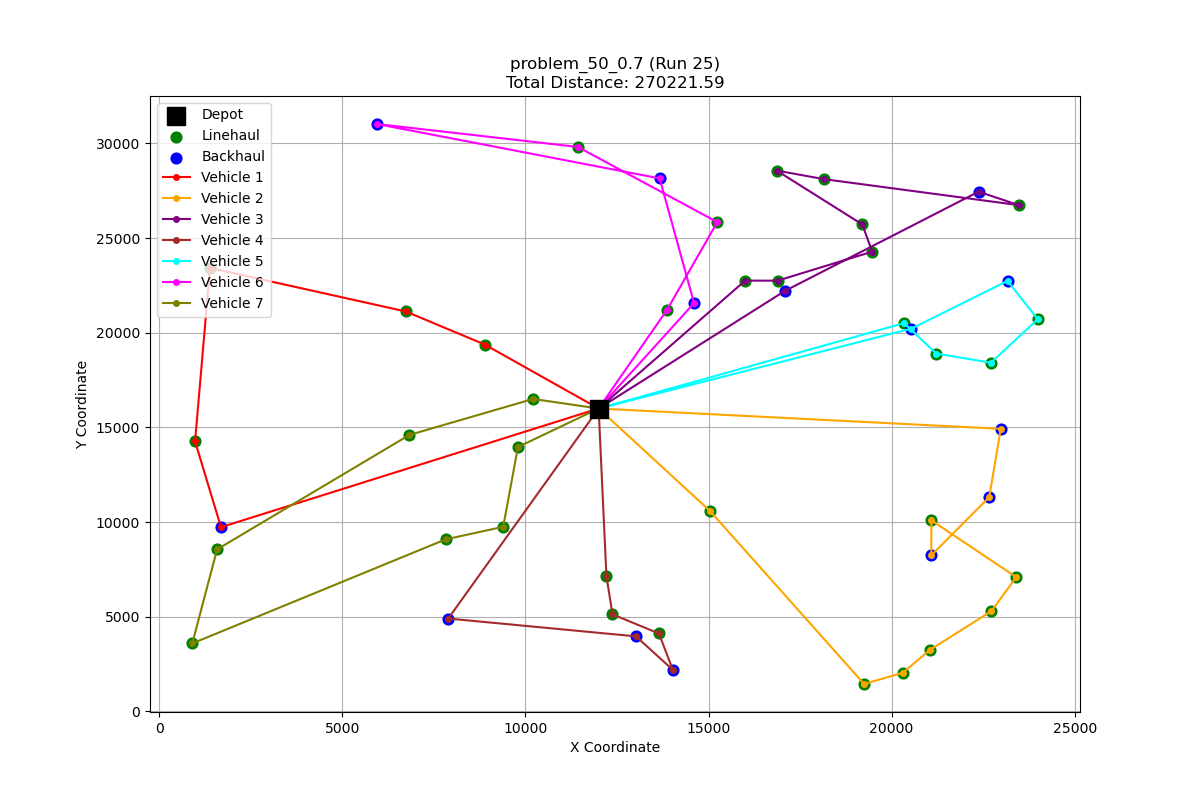 problem_50_0.7 (Run 25)
Total Distance: 270221.59
Depot
Linehaul
Backhaul
Vehicle 1
Vehicle 2
Vehicle 3
Vehicle 4
Vehicle 5
Vehicle 6
Vehicle 7
30000
25000
20000
15000
10000
5000
0
Y Coordinate
0 5000 10000 15000 20000 25000
X Coordinate